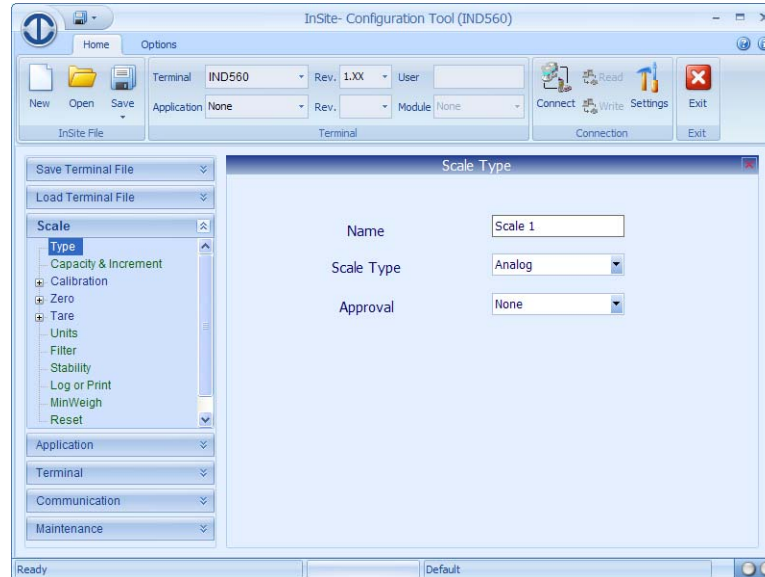 InSite- Configuration Tool (IND560)
Home Options
Terminal IND560 Rev. 1.XX User
Read
New Open Save Application None Rev. Module None Connect Write Settings Exit
InSite File Terminal Connection Exit
Save Terminal File
Load Terminal File
Scale
Type
Capacity & Increment
Calibration
Zero
Tare
Units
Filter
Stability
Log or Print
MinWeigh
Reset
Application
Terminal
Communication
Maintenance
Scale Type
Name Scale 1
Scale Type Analog
Approval None
Ready Default